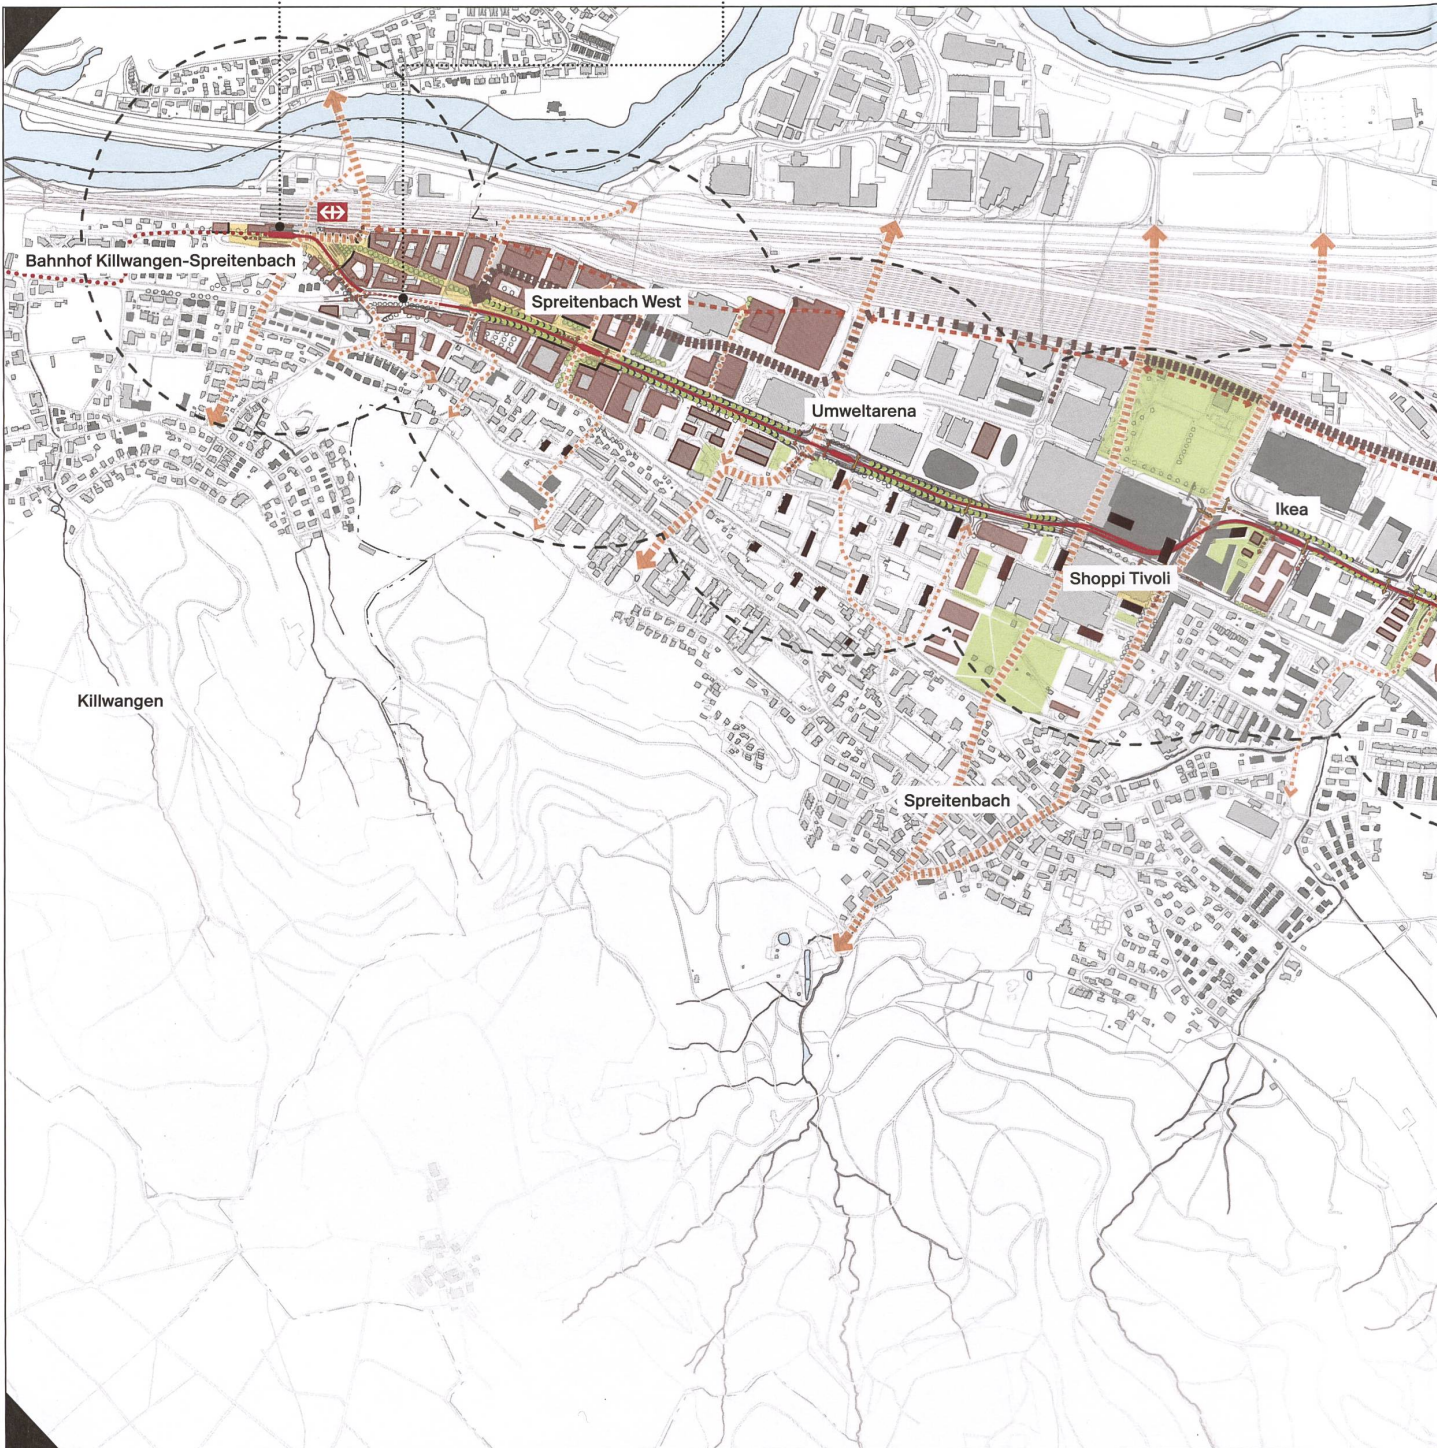 Bahnhof Killwangen-Spreitenbach
Spreitenbach West
Umweltarena
Ikea
Shoppi Tivoli
Killwangen
Spreitenbach